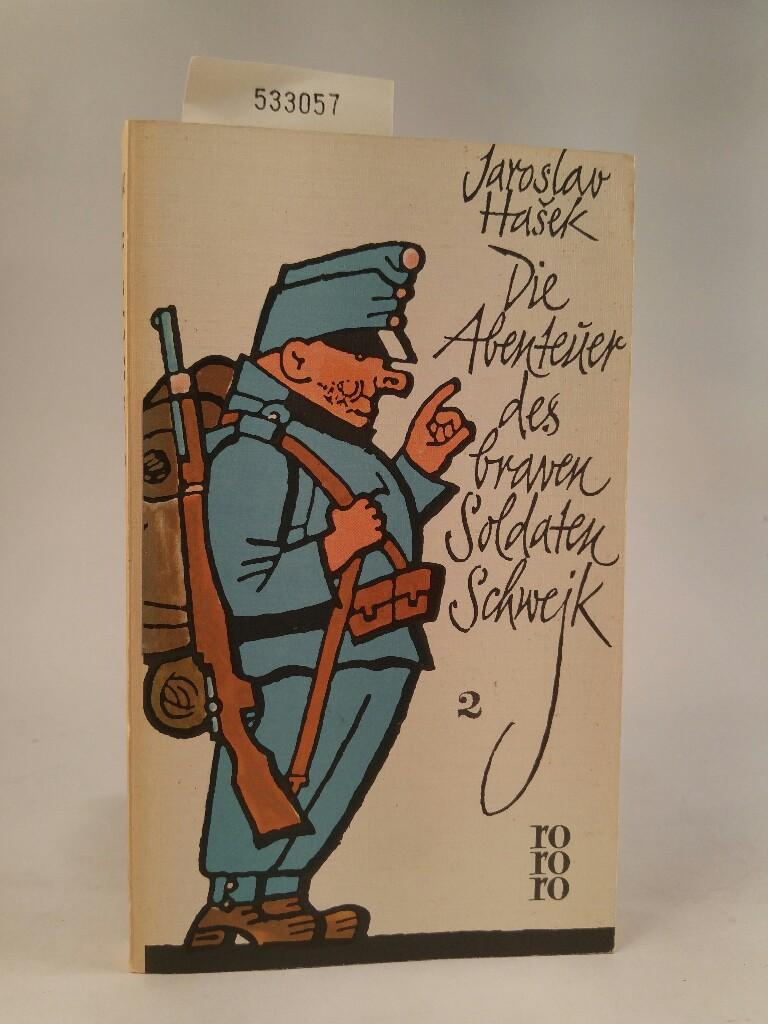 533057
Jaroslav
Hašek
Die
Abenteuer
des
braven
Soldaten
Schwejk
2
ro
ro
ro